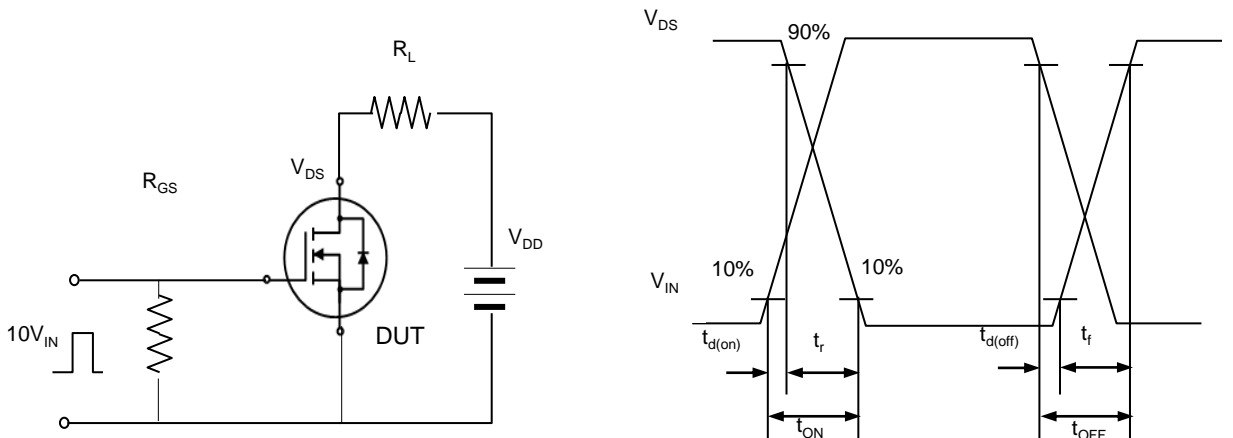 R_L
V_DS
R_GS
V_DD
10V_IN
DUT
V_DS
90%
10%
10%
V_IN
t_d(on)
t_r
t_d(off)
t_f
t_ON
t_OFF